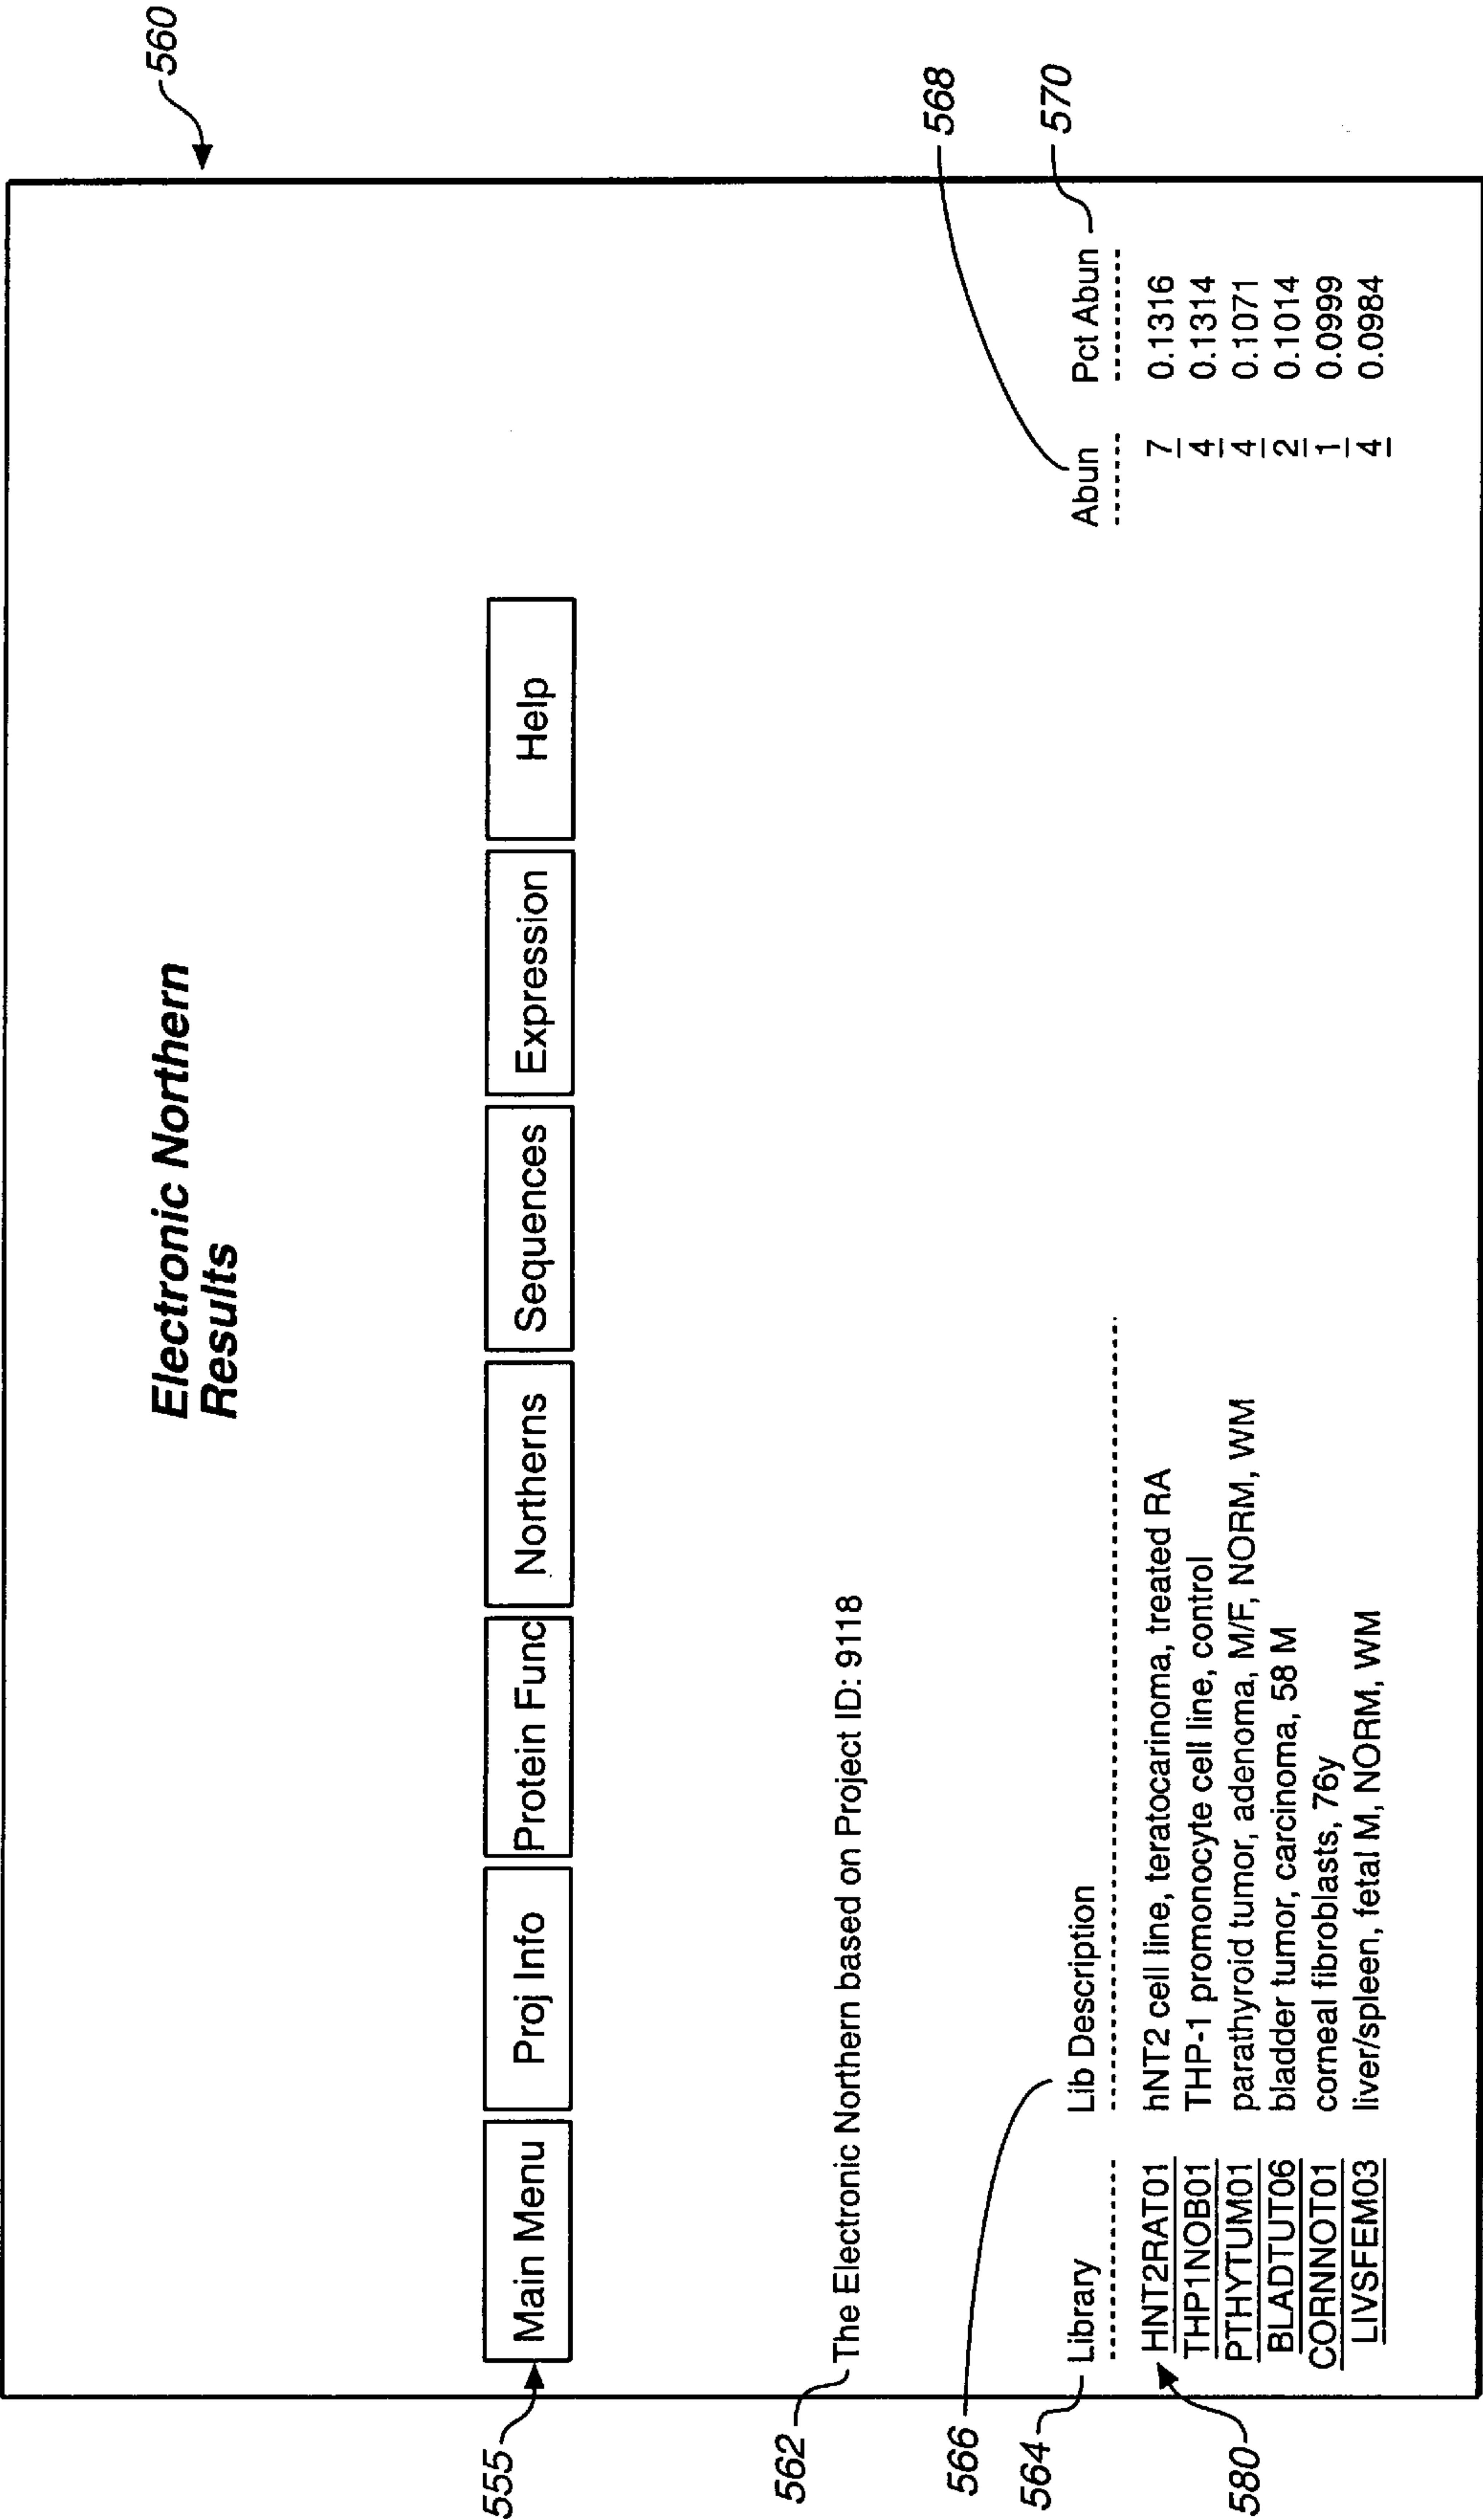 560
Electronic Northern
Results
555
Main Menu Proj Info Protein Func Northerns Sequences Expression Help
562
The Electronic Northern based on Project ID: 9118
566
568
564
570
Library Lib Description Abun Pct Abun
HNT2RAT01 hNT2 cell line, teratocarinoma, treated RA 7 0.1316
THP1NOB01 THP-1 promonocyte cell line, control 4 0.1314
PTHYTUM01 parathyroid tumor, adenoma, M/F, NORM, WM 4 0.1071
BLADTUT06 bladder tumor, carcinoma, 58 M 2 0.1014
CORNNOT01 corneal fibroblasts, 76y 1 0.0999
LIVSFEM03 liver/spleen, fetal M, NORM, WM 4 0.0984
580